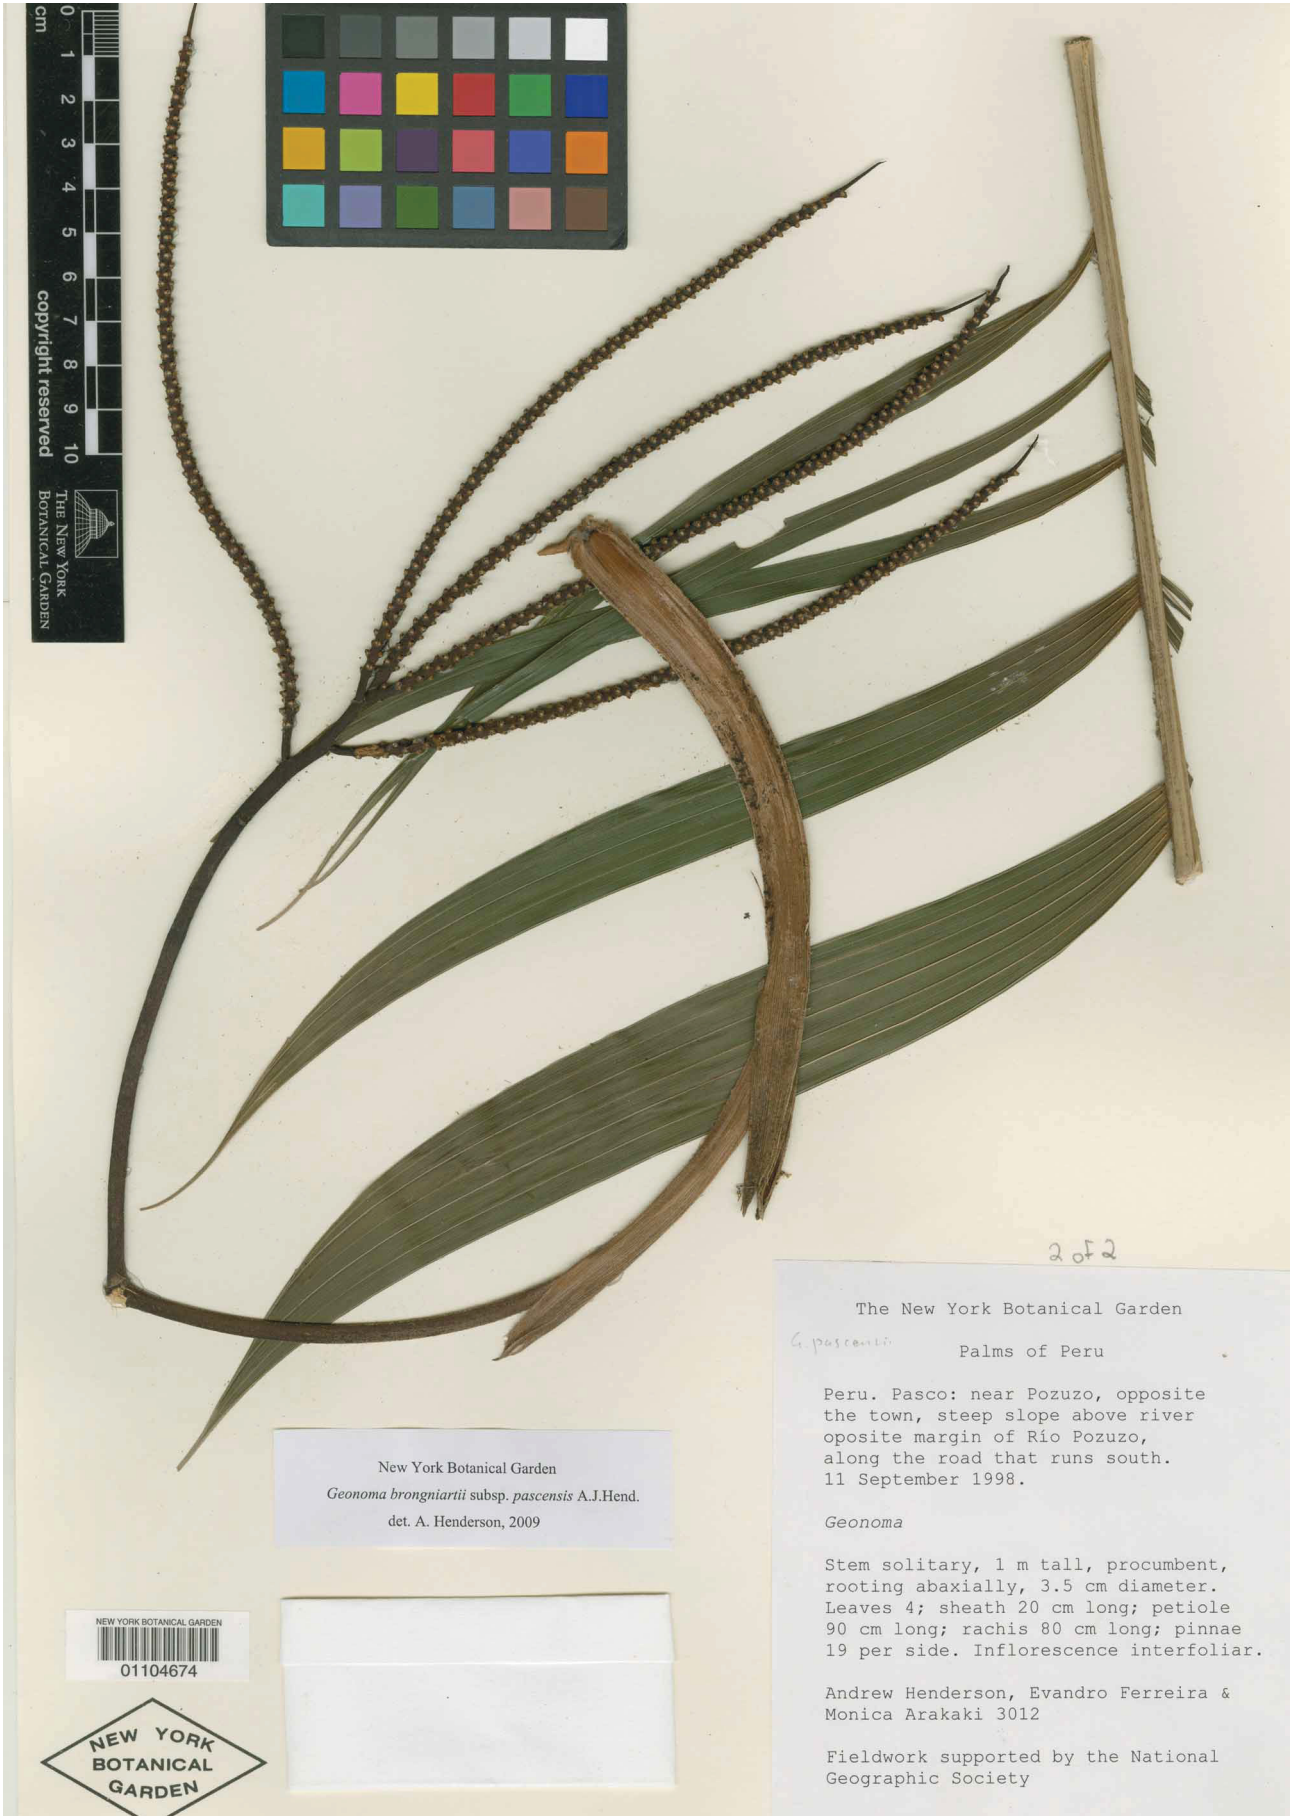 0 1 2 3 4 5 6 7 8 9 10
cm
copyright reserved
THE NEW YORK
BOTANICAL GARDEN
2 of 2
The New York Botanical Garden
G. pascensis
Palms of Peru
Peru. Pasco: near Pozuzo, opposite
the town, steep slope above river
oposite margin of Río Pozuzo,
along the road that runs south.
11 September 1998.
Geonoma
Stem solitary, 1 m tall, procumbent,
rooting abaxially, 3.5 cm diameter.
Leaves 4; sheath 20 cm long; petiole
90 cm long; rachis 80 cm long; pinnae
19 per side. Inflorescence interfoliar.
Andrew Henderson, Evandro Ferreira &
Monica Arakaki 3012
Fieldwork supported by the National
Geographic Society
New York Botanical Garden
Geonoma brongniartii subsp. pascensis A.J.Hend.
det. A. Henderson, 2009
NEW YORK BOTANICAL GARDEN
01104674
NEW YORK
BOTANICAL
GARDEN